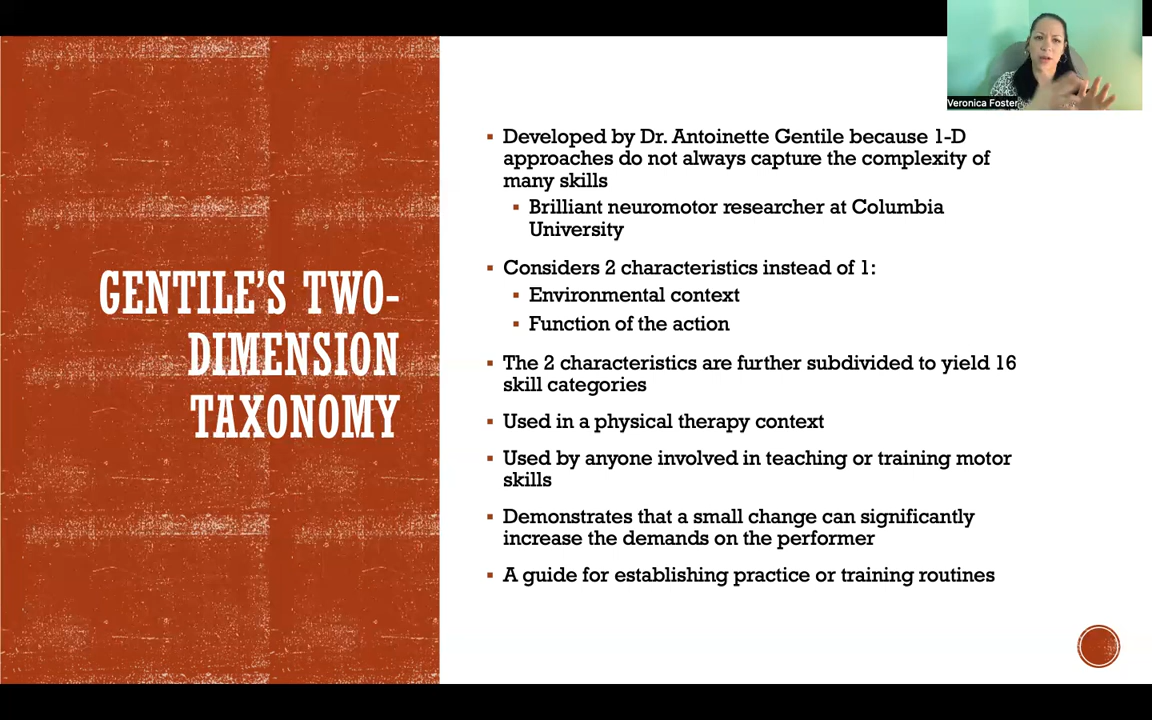 Veronica Foster
GENTILE'S TWO-
DIMENSION
TAXONOMY
▪ Developed by Dr. Antoinette Gentile because 1-D
approaches do not always capture the complexity of
many skills
▪ Brilliant neuromotor researcher at Columbia
University
▪ Considers 2 characteristics instead of 1:
▪ Environmental context
▪ Function of the action
▪ The 2 characteristics are further subdivided to yield 16
skill categories
▪ Used in a physical therapy context
▪ Used by anyone involved in teaching or training motor
skills
▪ Demonstrates that a small change can significantly
increase the demands on the performer
▪ A guide for establishing practice or training routines